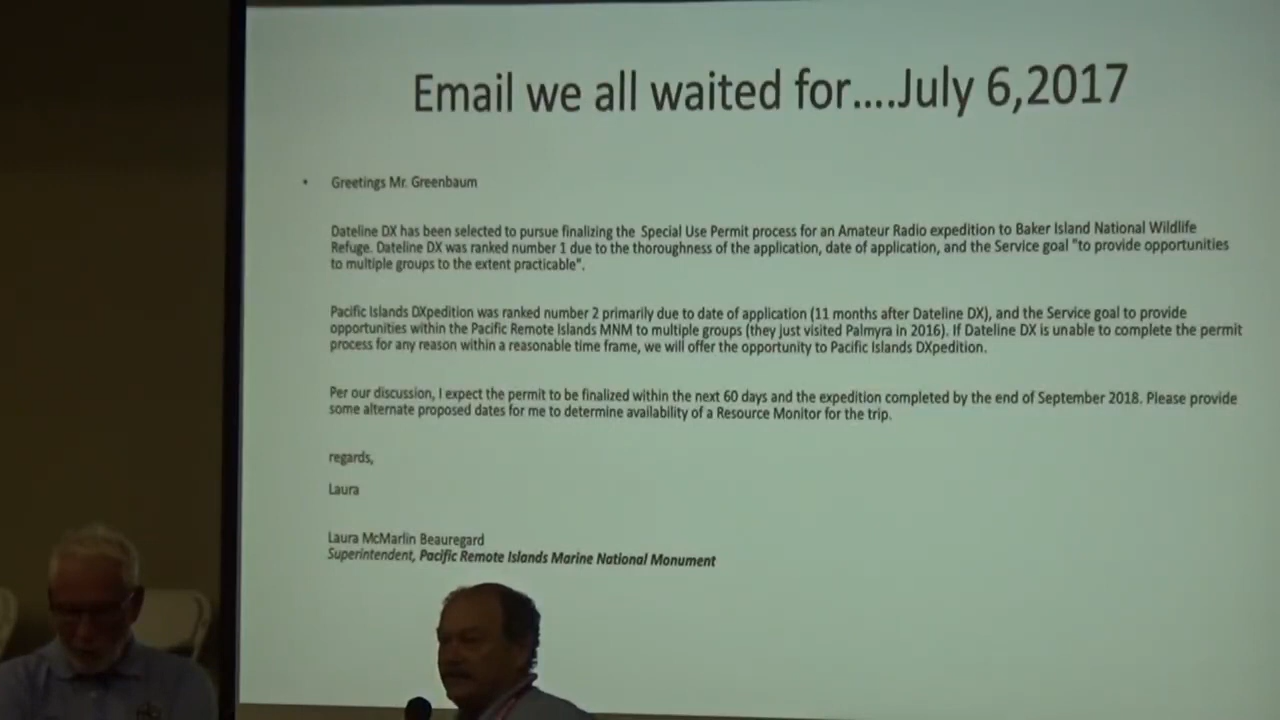 Email we all waited for....July 6,2017
• Greetings Mr. Greenbaum
Dateline DX has been selected to pursue finalizing the Special Use Permit process for an Amateur Radio expedition to Baker Island National Wildlife
Refuge. Dateline DX was ranked number 1 due to the thoroughness of the application, date of application, and the Service goal "to provide opportunities
to multiple groups to the extent practicable".
Pacific Islands DXpedition was ranked number 2 primarily due to date of application (11 months after Dateline DX), and the Service goal to provide
opportunities within the Pacific Remote Islands MNM to multiple groups (they just visited Palmyra in 2016). If Dateline DX is unable to complete the permit
process for any reason within a reasonable time frame, we will offer the opportunity to Pacific Islands DXpedition.
Per our discussion, I expect the permit to be finalized within the next 60 days and the expedition completed by the end of September 2018. Please provide
some alternate proposed dates for me to determine availability of a Resource Monitor for the trip.
regards,
Laura
Laura McMarlin Beauregard
Superintendent, Pacific Remote Islands Marine National Monument